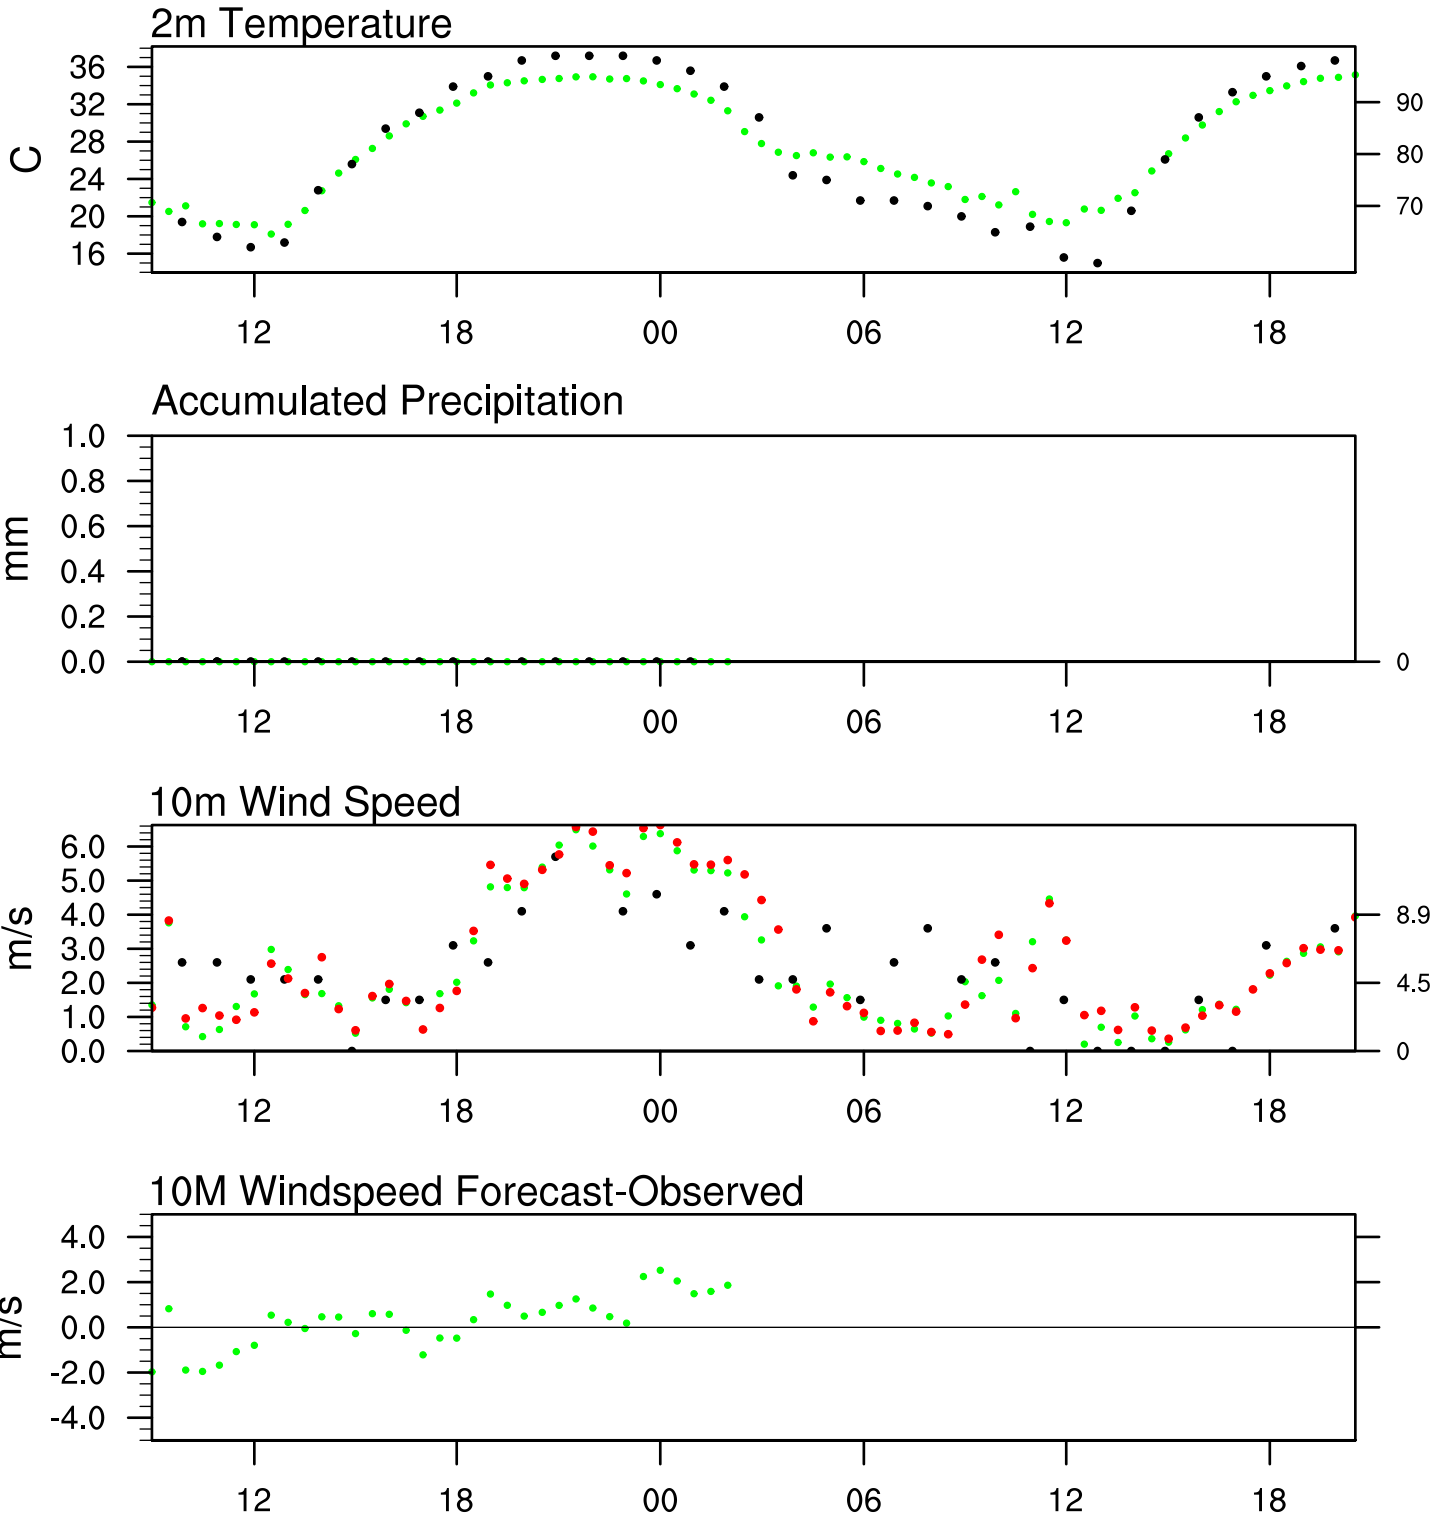 2m Temperature
36
32
28
24
20
16
C
90
80
70
12 18 00 06 12 18
Accumulated Precipitation
1.0
0.8
0.6
0.4
0.2
0.0
mm
0
12 18 00 06 12 18
10m Wind Speed
6.0
5.0
4.0
3.0
2.0
1.0
0.0
m/s
8.9
4.5
0
12 18 00 06 12 18
10M Windspeed Forecast-Observed
4.0
2.0
0.0
-2.0
-4.0
m/s
12 18 00 06 12 18